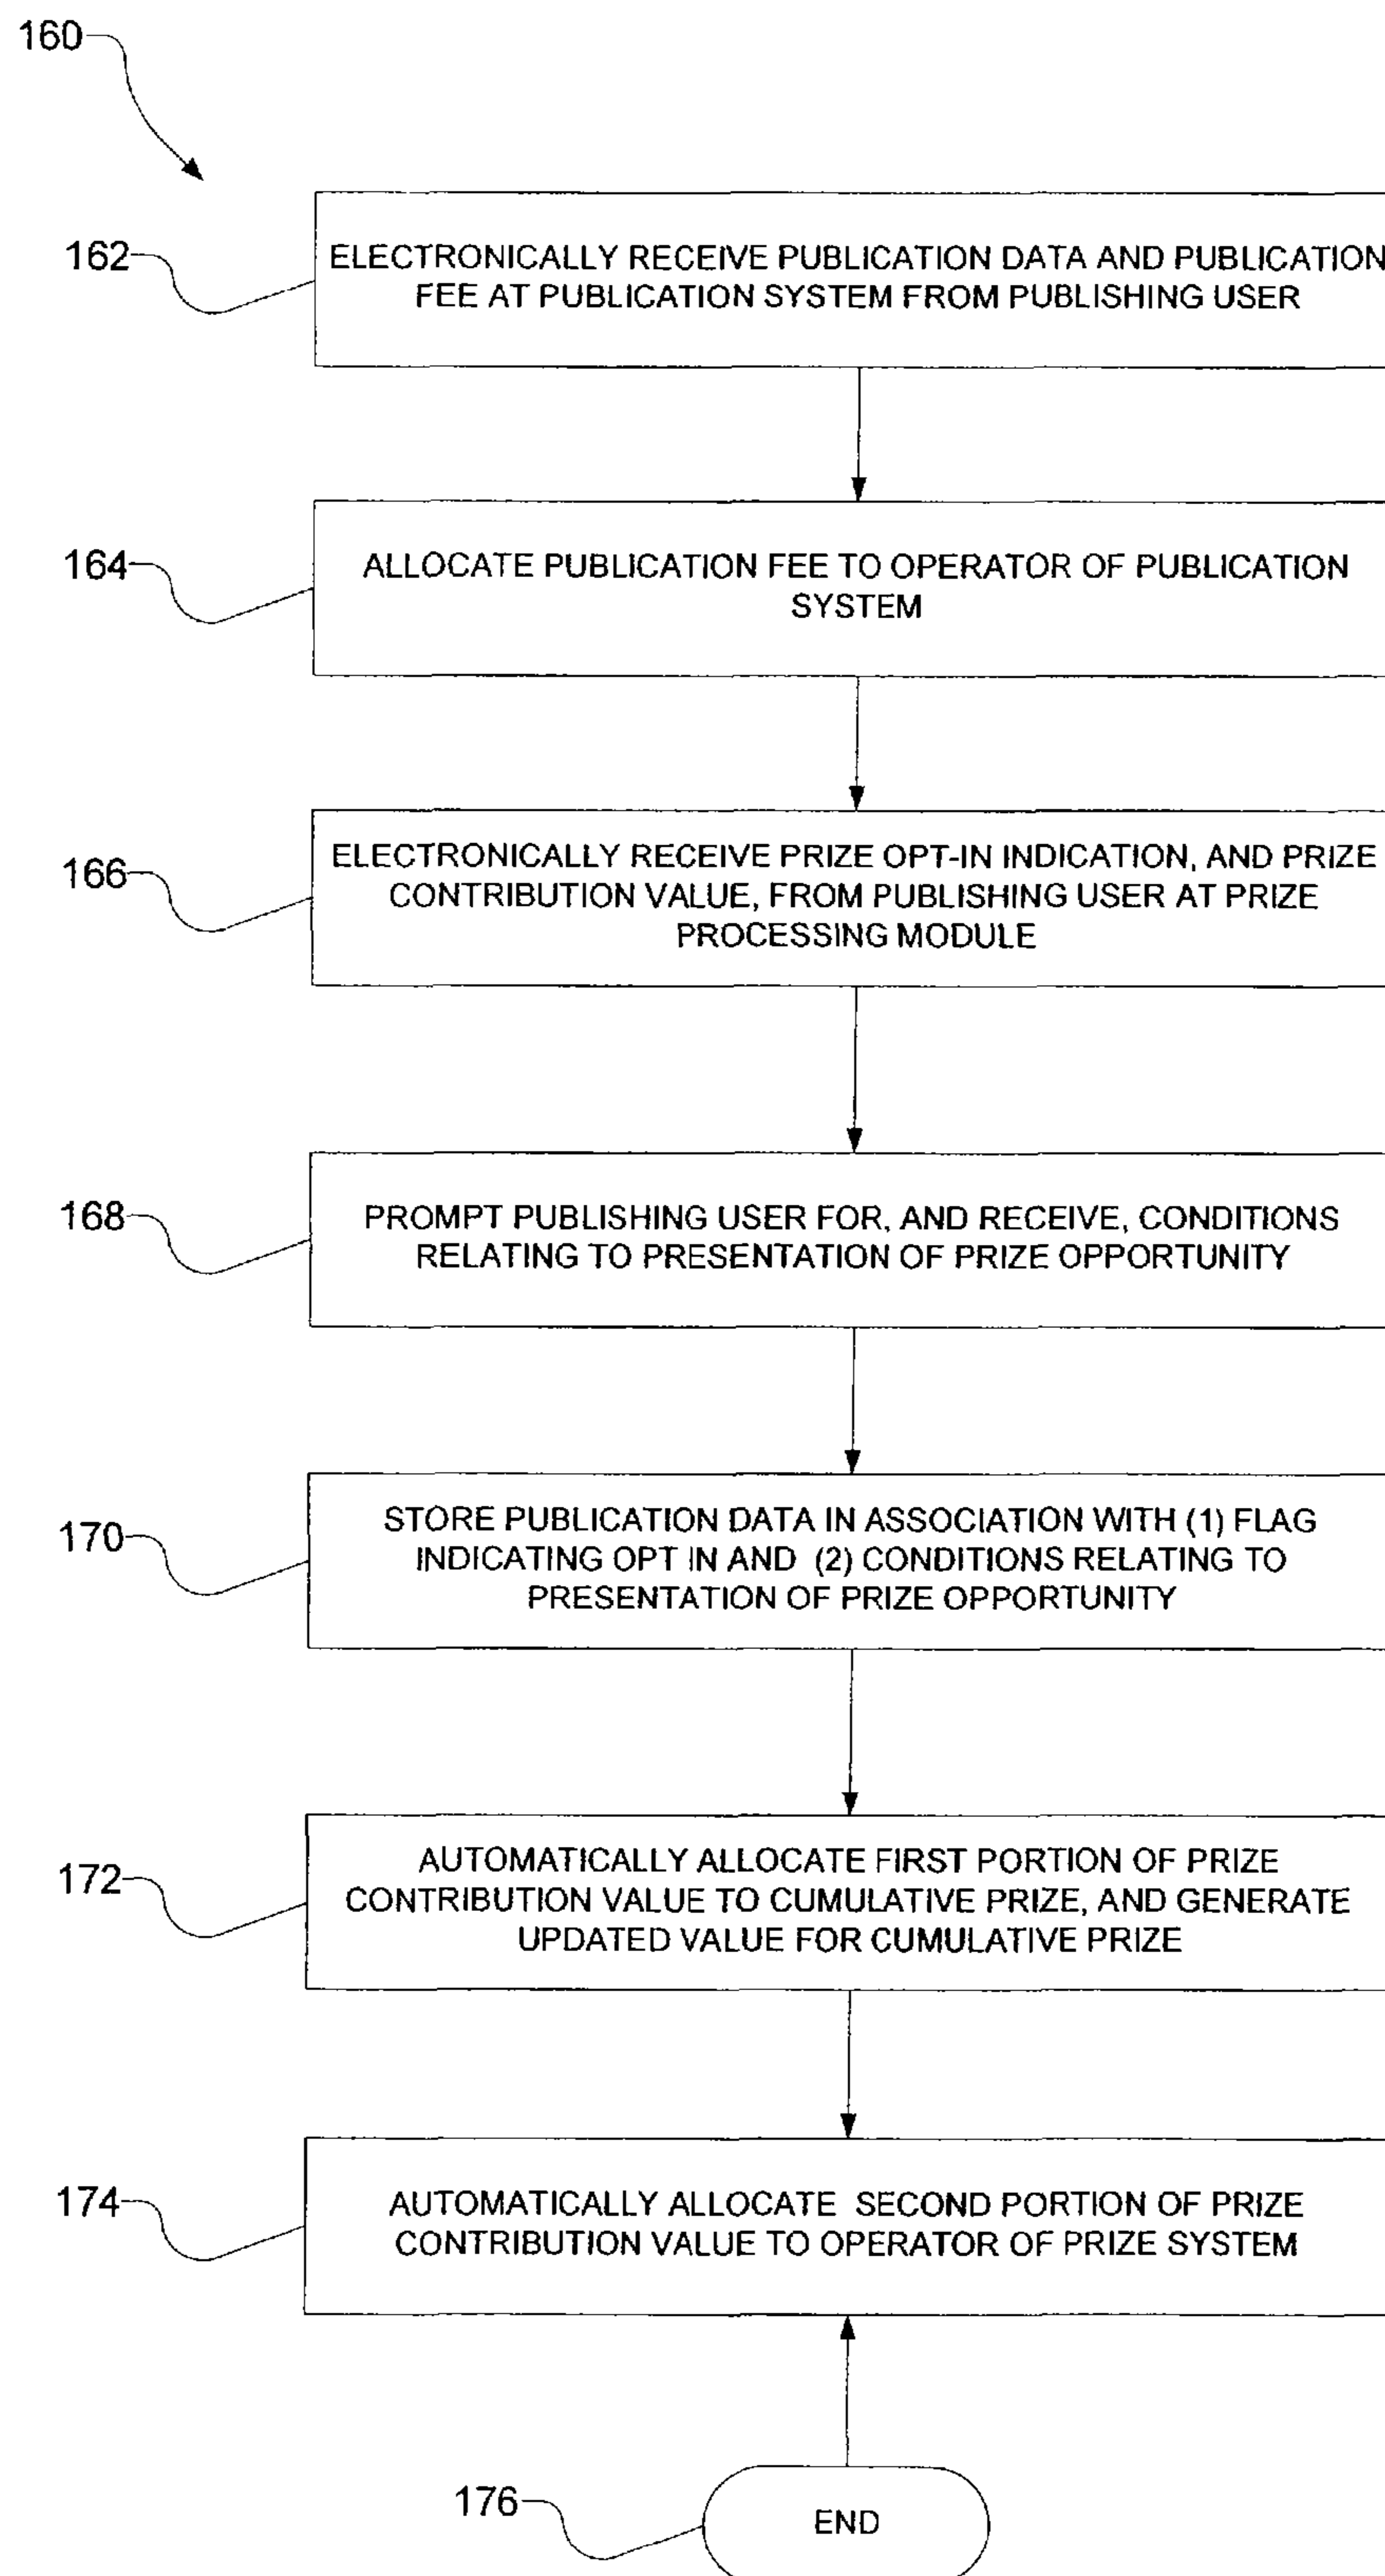 160
162
ELECTRONICALLY RECEIVE PUBLICATION DATA AND PUBLICATION
FEE AT PUBLICATION SYSTEM FROM PUBLISHING USER
164
ALLOCATE PUBLICATION FEE TO OPERATOR OF PUBLICATION
SYSTEM
166
ELECTRONICALLY RECEIVE PRIZE OPT-IN INDICATION, AND PRIZE
CONTRIBUTION VALUE, FROM PUBLISHING USER AT PRIZE
PROCESSING MODULE
168
PROMPT PUBLISHING USER FOR, AND RECEIVE, CONDITIONS
RELATING TO PRESENTATION OF PRIZE OPPORTUNITY
170
STORE PUBLICATION DATA IN ASSOCIATION WITH (1) FLAG
INDICATING OPT IN AND (2) CONDITIONS RELATING TO
PRESENTATION OF PRIZE OPPORTUNITY
172
AUTOMATICALLY ALLOCATE FIRST PORTION OF PRIZE
CONTRIBUTION VALUE TO CUMULATIVE PRIZE, AND GENERATE
UPDATED VALUE FOR CUMULATIVE PRIZE
174
AUTOMATICALLY ALLOCATE SECOND PORTION OF PRIZE
CONTRIBUTION VALUE TO OPERATOR OF PRIZE SYSTEM
176
END